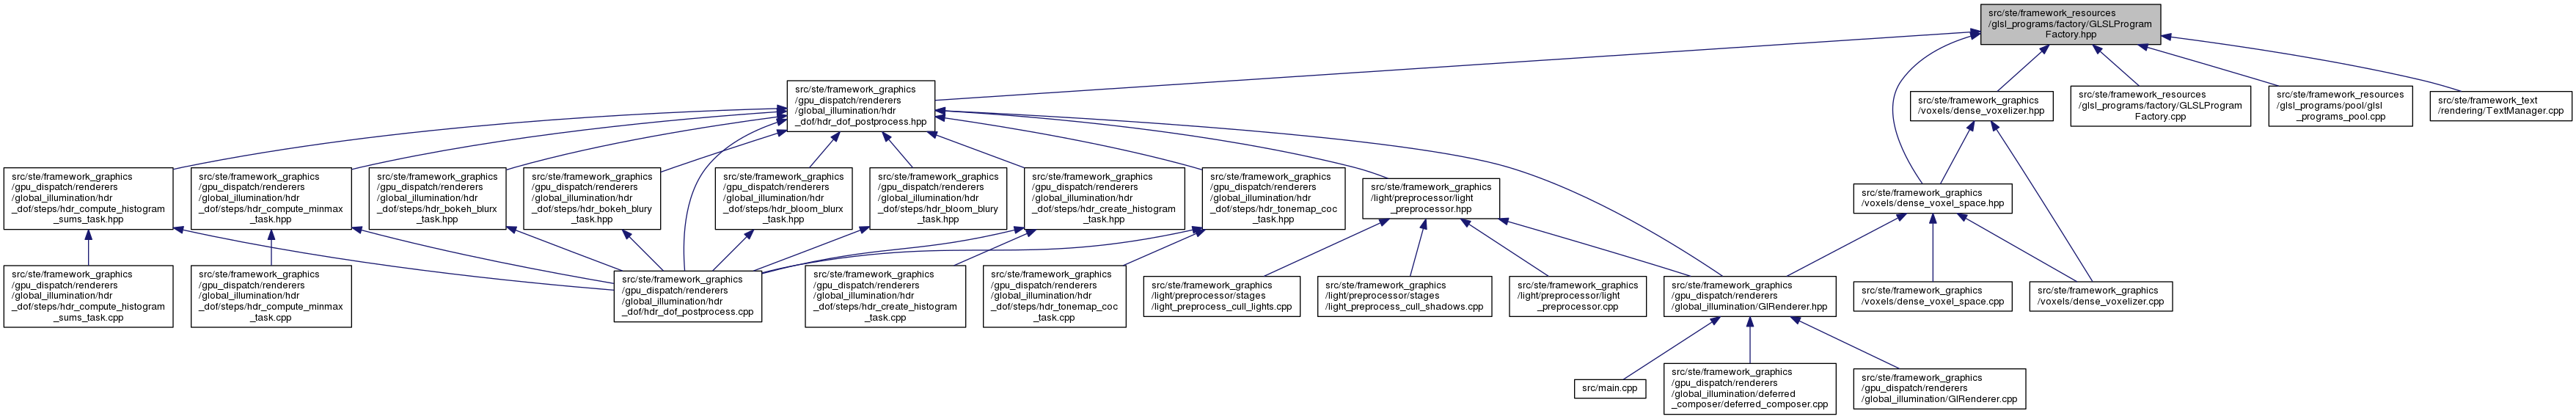 src/ste/framework_resources
/glsl_programs/factory/GLSLProgram
Factory.hpp
src/ste/framework_graphics
/gpu_dispatch/renderers
/global_illumination/hdr
_dof/hdr_dof_postprocess.hpp
src/ste/framework_graphics
/voxels/dense_voxelizer.hpp
src/ste/framework_resources
/glsl_programs/factory/GLSLProgram
Factory.cpp
src/ste/framework_resources
/glsl_programs/pool/glsl
_programs_pool.cpp
src/ste/framework_text
/rendering/TextManager.cpp
src/ste/framework_graphics
/gpu_dispatch/renderers
/global_illumination/hdr
_dof/steps/hdr_compute_histogram
_sums_task.hpp
src/ste/framework_graphics
/gpu_dispatch/renderers
/global_illumination/hdr
_dof/steps/hdr_compute_minmax
_task.hpp
src/ste/framework_graphics
/gpu_dispatch/renderers
/global_illumination/hdr
_dof/steps/hdr_bokeh_blurx
_task.hpp
src/ste/framework_graphics
/gpu_dispatch/renderers
/global_illumination/hdr
_dof/steps/hdr_bokeh_blury
_task.hpp
src/ste/framework_graphics
/gpu_dispatch/renderers
/global_illumination/hdr
_dof/steps/hdr_bloom_blurx
_task.hpp
src/ste/framework_graphics
/gpu_dispatch/renderers
/global_illumination/hdr
_dof/steps/hdr_bloom_blury
_task.hpp
src/ste/framework_graphics
/gpu_dispatch/renderers
/global_illumination/hdr
_dof/steps/hdr_create_histogram
_task.hpp
src/ste/framework_graphics
/gpu_dispatch/renderers
/global_illumination/hdr
_dof/steps/hdr_tonemap_coc
_task.hpp
src/ste/framework_graphics
/light/preprocessor/light
_preprocessor.hpp
src/ste/framework_graphics
/voxels/dense_voxel_space.hpp
src/ste/framework_graphics
/gpu_dispatch/renderers
/global_illumination/hdr
_dof/steps/hdr_compute_histogram
_sums_task.cpp
src/ste/framework_graphics
/gpu_dispatch/renderers
/global_illumination/hdr
_dof/steps/hdr_compute_minmax
_task.cpp
src/ste/framework_graphics
/gpu_dispatch/renderers
/global_illumination/hdr
_dof/hdr_dof_postprocess.cpp
src/ste/framework_graphics
/gpu_dispatch/renderers
/global_illumination/hdr
_dof/steps/hdr_create_histogram
_task.cpp
src/ste/framework_graphics
/gpu_dispatch/renderers
/global_illumination/hdr
_dof/steps/hdr_tonemap_coc
_task.cpp
src/ste/framework_graphics
/light/preprocessor/stages
/light_preprocess_cull_lights.cpp
src/ste/framework_graphics
/light/preprocessor/stages
/light_preprocess_cull_shadows.cpp
src/ste/framework_graphics
/light/preprocessor/light
_preprocessor.cpp
src/ste/framework_graphics
/gpu_dispatch/renderers
/global_illumination/GIRenderer.hpp
src/ste/framework_graphics
/voxels/dense_voxel_space.cpp
src/ste/framework_graphics
/voxels/dense_voxelizer.cpp
src/main.cpp
src/ste/framework_graphics
/gpu_dispatch/renderers
/global_illumination/deferred
_composer/deferred_composer.cpp
src/ste/framework_graphics
/gpu_dispatch/renderers
/global_illumination/GIRenderer.cpp